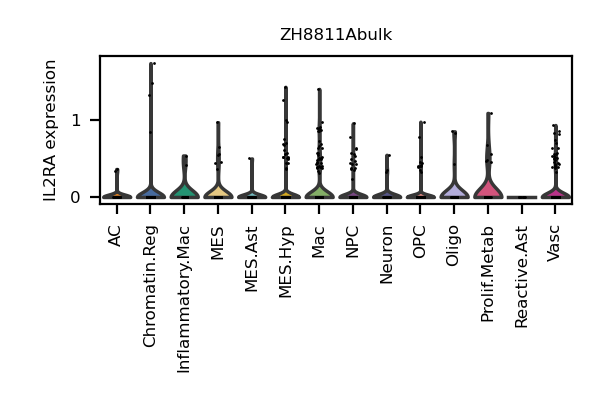 ZH8811Abulk
IL2RA expression
1
0
AC
Chromatin.Reg
Inflammatory.Mac
MES
MES.Ast
MES.Hyp
Mac
NPC
Neuron
OPC
Oligo
Prolif.Metab
Reactive.Ast
Vasc